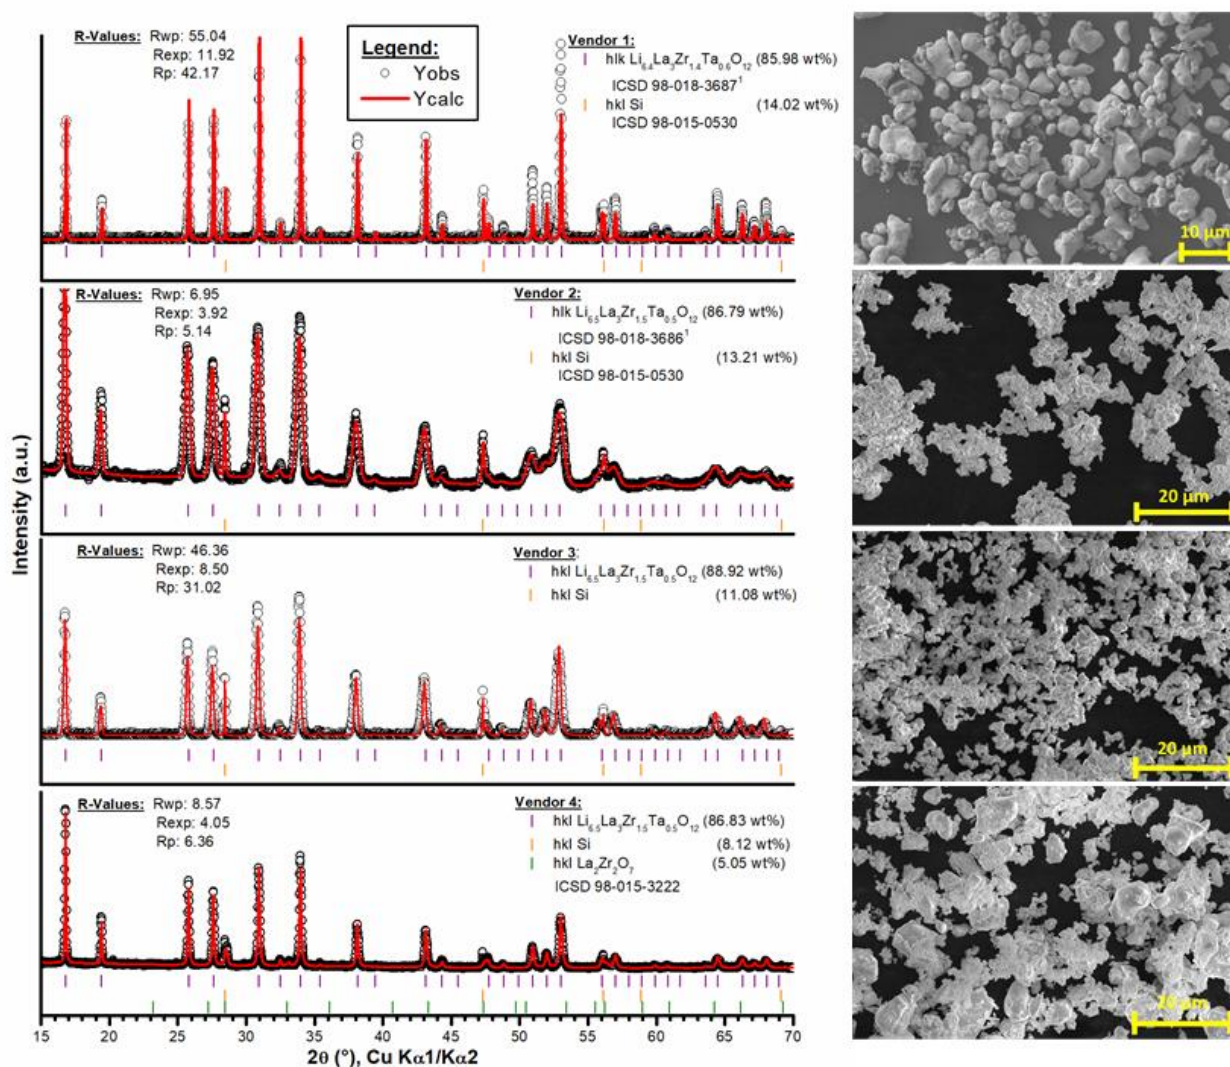 R-Values: Rwp: 55.04
Rexp: 11.92
Rp: 42.17
Legend:
Yobs
Ycalc
Vendor 1:
hlk Li6.4La3Zr1.4Ta0.6O12 (85.98 wt%)
ICSD 98-018-3687¹
hkl Si (14.02 wt%)
ICSD 98-015-0530
10 µm
R-Values: Rwp: 6.95
Rexp: 3.92
Rp: 5.14
Vendor 2:
hlk Li6.5La3Zr1.5Ta0.5O12 (86.79 wt%)
ICSD 98-018-3686¹
hkl Si (13.21 wt%)
ICSD 98-015-0530
20 µm
R-Values: Rwp: 46.36
Rexp: 8.50
Rp: 31.02
Vendor 3:
hkl Li6.5La3Zr1.5Ta0.5O12 (88.92 wt%)
hkl Si (11.08 wt%)
20 µm
R-Values: Rwp: 8.57
Rexp: 4.05
Rp: 6.36
Vendor 4:
hkl Li6.5La3Zr1.5Ta0.5O12 (86.83 wt%)
hkl Si (8.12 wt%)
hkl La2Zr2O7 (5.05 wt%)
ICSD 98-015-3222
20 µm
Intensity (a.u.)
15 20 25 30 35 40 45 50 55 60 65 70
2θ (°), Cu Kα1/Kα2